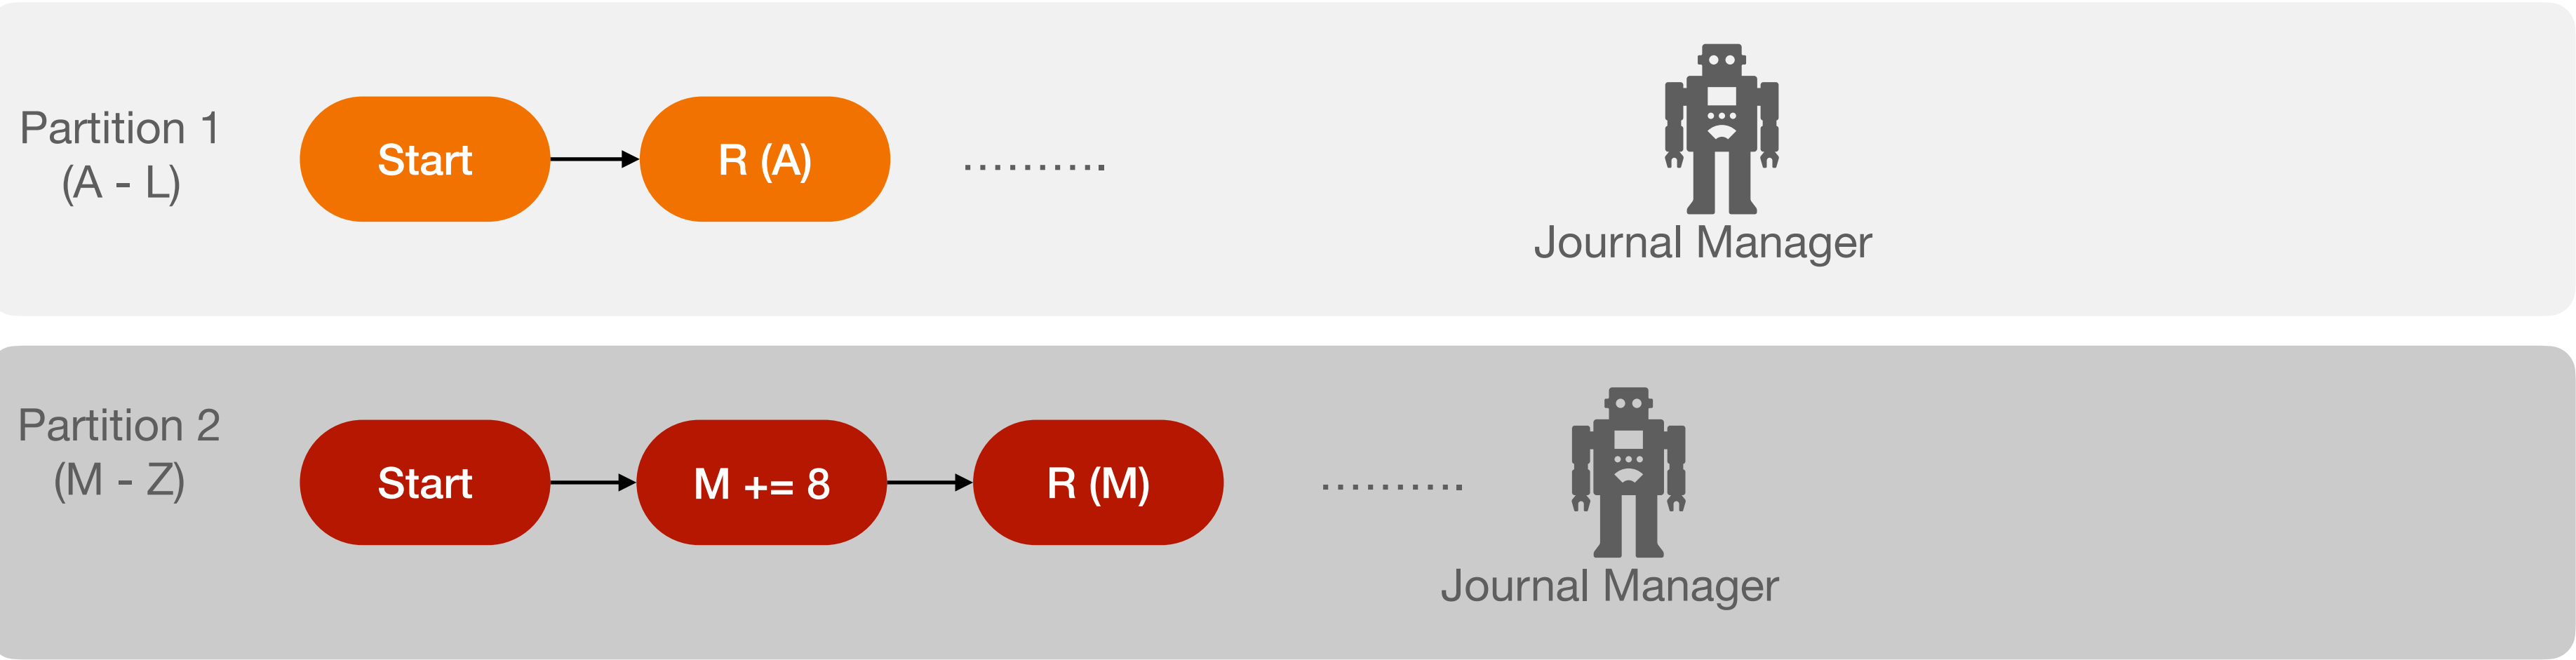 Partition 1
(A - L)
Start
R (A)
..........
Journal Manager
Partition 2
(M - Z)
Start
M += 8
R (M)
..........
Journal Manager